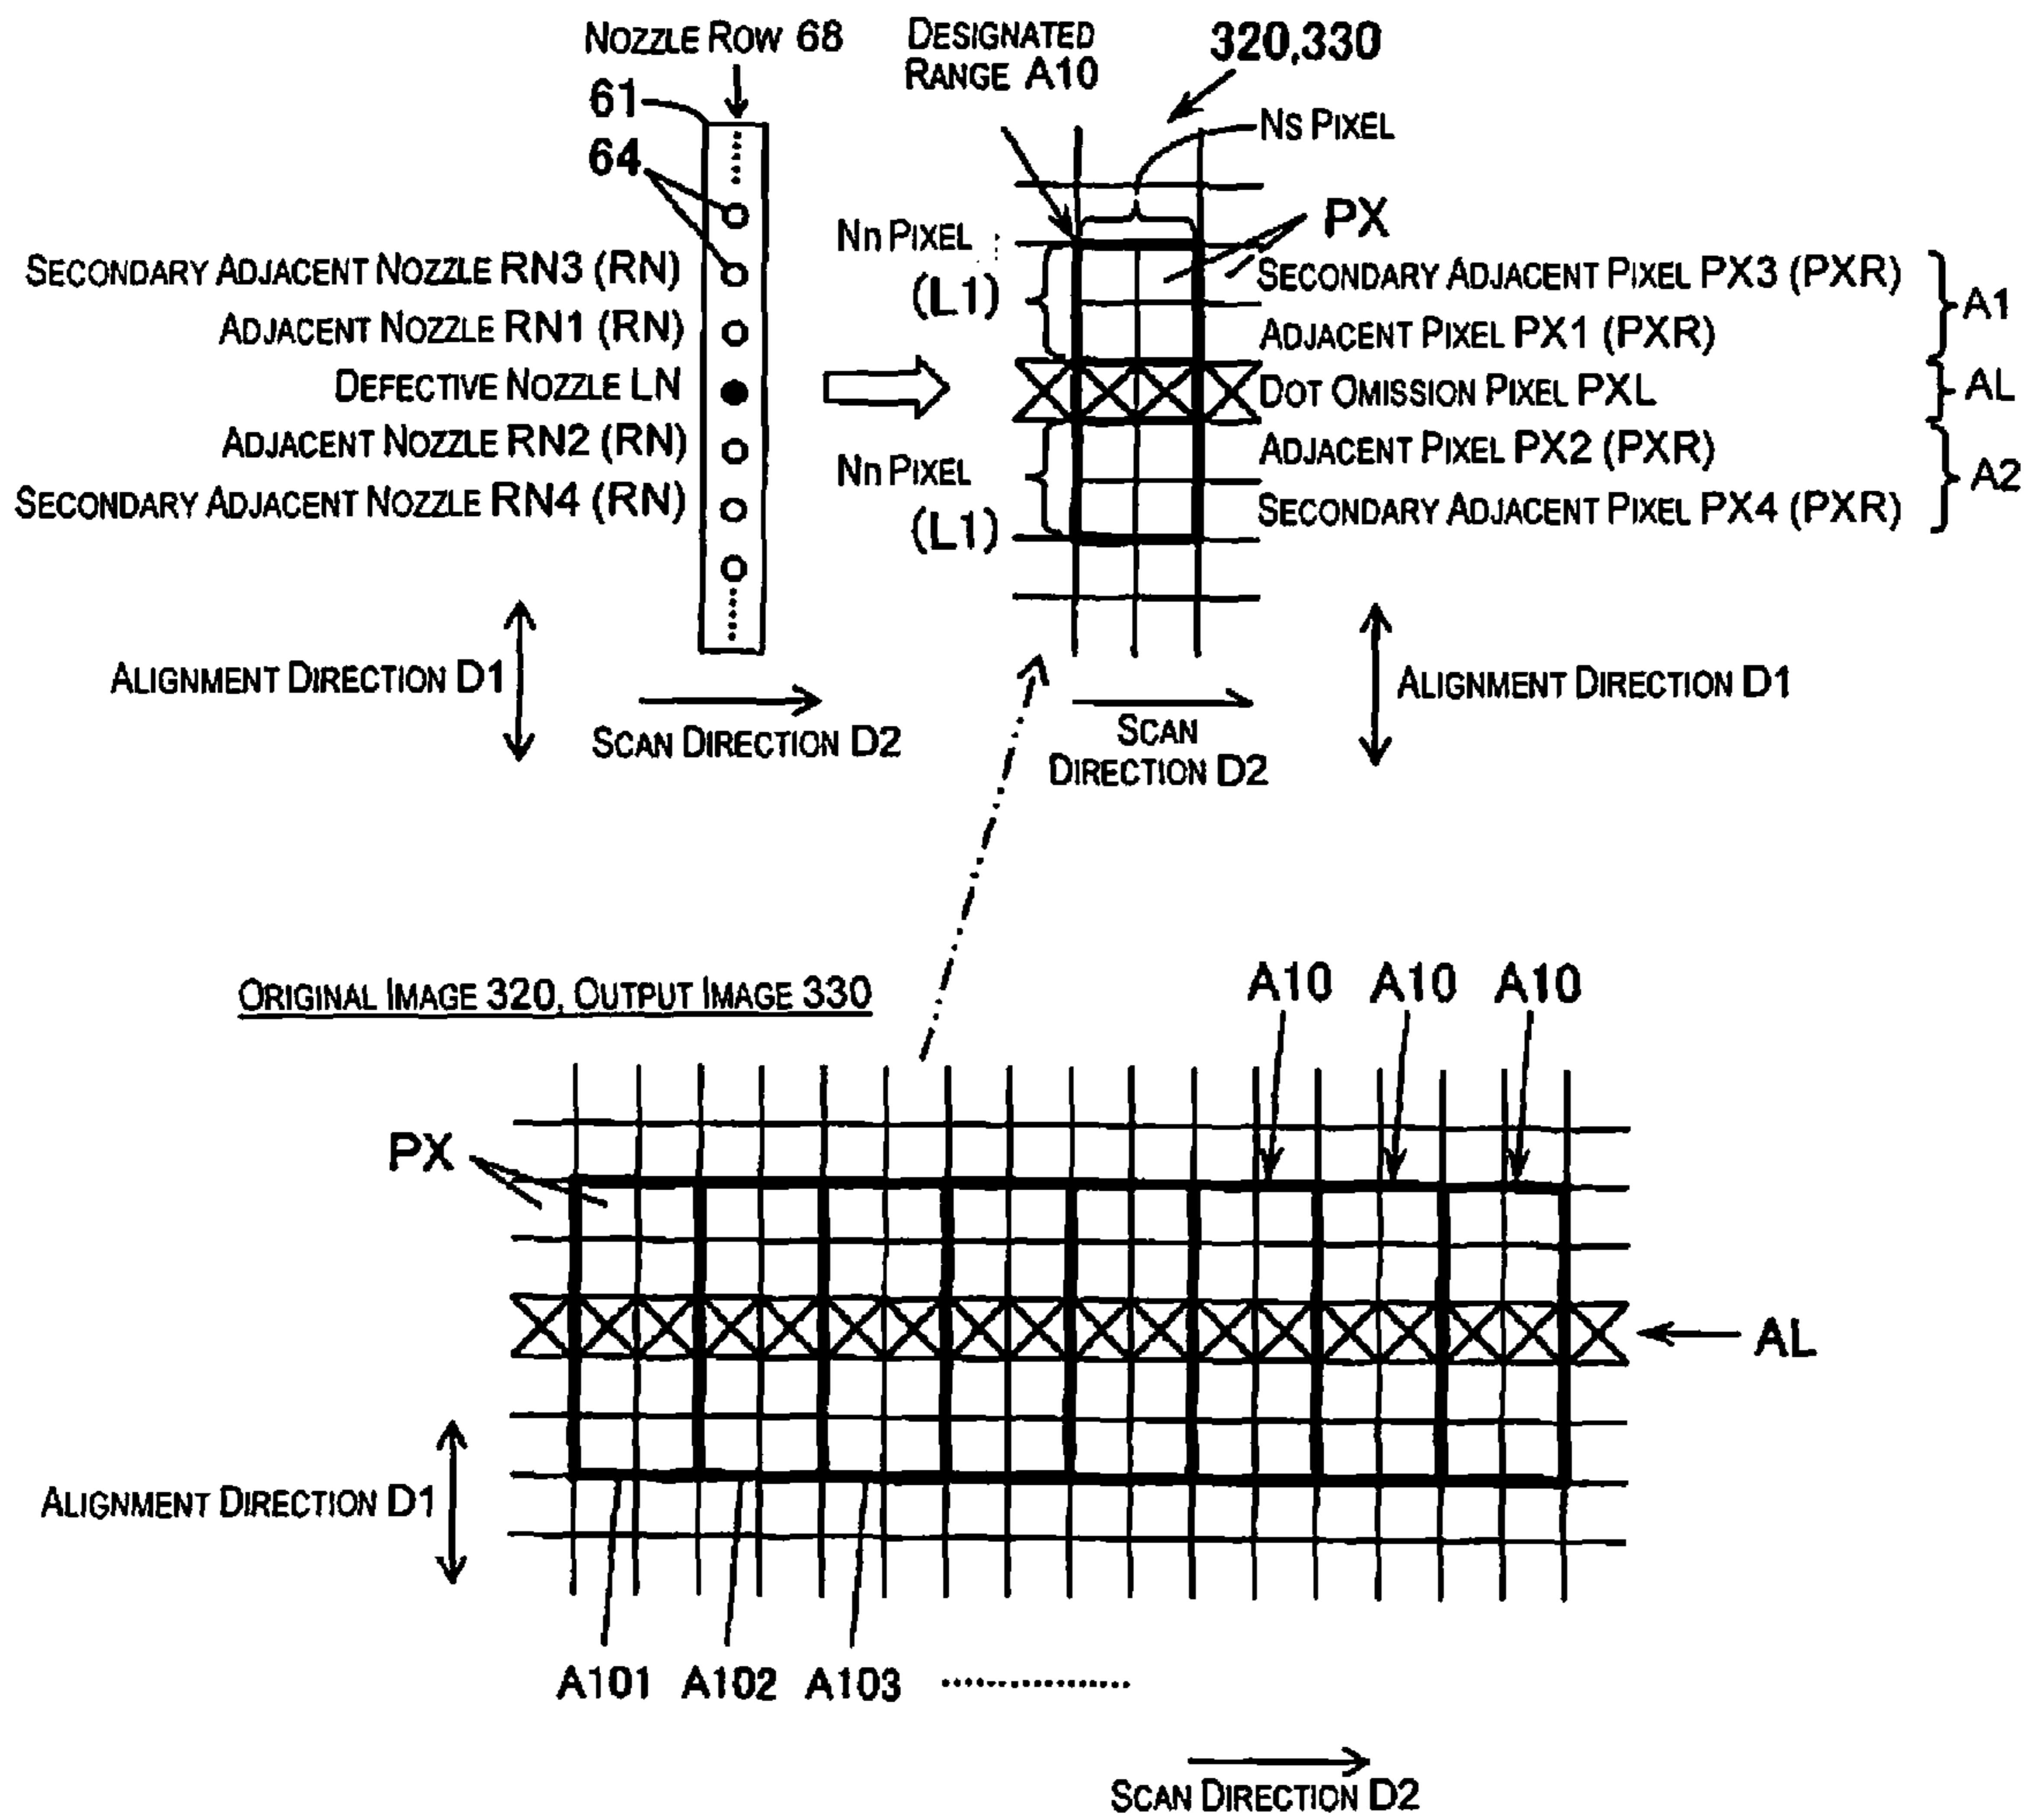 NOZZLE ROW 68
DESIGNATED
RANGE A10
320,330
61
NS PIXEL
64
PX
Nn PIXEL
(L1)
SECONDARY ADJACENT NOZZLE RN3 (RN)
SECONDARY ADJACENT PIXEL PX3 (PXR)
A1
ADJACENT NOZZLE RN1 (RN)
ADJACENT PIXEL PX1 (PXR)
DEFECTIVE NOZZLE LN
DOT OMISSION PIXEL PXL
AL
ADJACENT NOZZLE RN2 (RN)
ADJACENT PIXEL PX2 (PXR)
Nn PIXEL
(L1)
A2
SECONDARY ADJACENT NOZZLE RN4 (RN)
SECONDARY ADJACENT PIXEL PX4 (PXR)
ALIGNMENT DIRECTION D1
SCAN DIRECTION D2
SCAN
DIRECTION D2
ALIGNMENT DIRECTION D1
ORIGINAL IMAGE 320, OUTPUT IMAGE 330
A10 A10 A10
PX
AL
ALIGNMENT DIRECTION D1
A101 A102 A103
SCAN DIRECTION D2